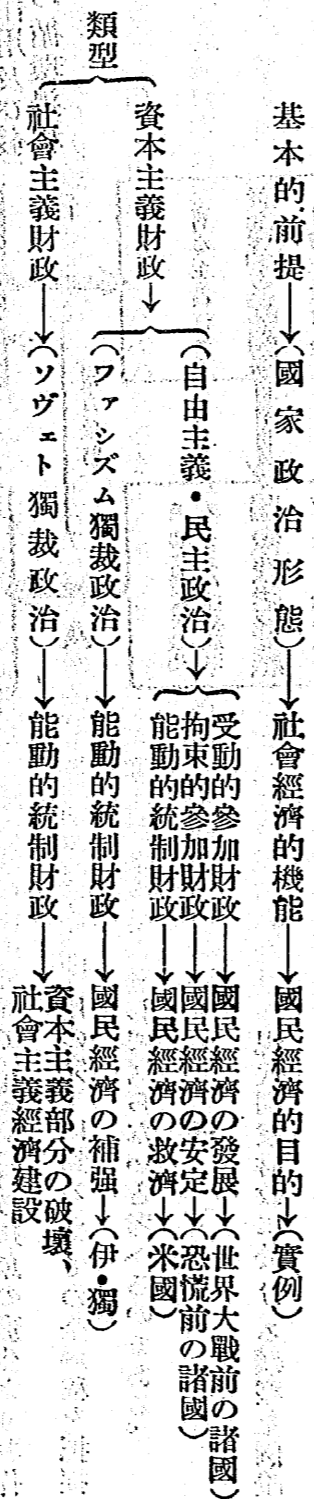 基本的前提→(國家政治形態)→社會經濟的機能→國民經濟的目的→(實例)
類型
資本主義財政→
(自由主義・民主政治)→
受動的參加財政→國民經濟の發展→(世界大戰前の諸國)
拘束的參加財政→國民經濟の安定→(恐慌前の諸國)
能動的統制財政→國民經濟の救濟→(米國)
(ファシズム獨裁政治)→能動的統制財政→國民經濟の補强→(伊・獨)
社會主義財政→(ソヴェト獨裁政治)→能動的統制財政→
資本主義部分の破壞、
社會主義經濟建設